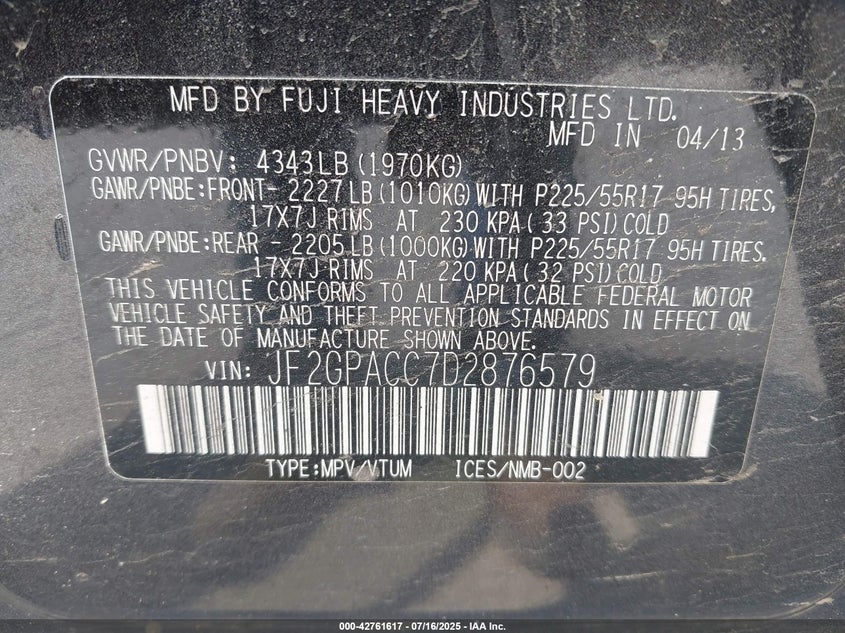 MFD BY FUJI HEAVY INDUSTRIES LTD.
MFD IN 04/13
GVWR/PNBV: 4343LB (1970KG)
GAWR/PNBE:FRONT- 2227LB (1010KG) WITH P225/55R17 95H TIRES,
17X7J RIMS AT 230 KPA (33 PSI) COLD
GAWR/PNBE:REAR - 2205LB (1000KG) WITH P225/55R17 95H TIRES.
17X7J RIMS AT 220 KPA (32 PSI) COLD
THIS VEHICLE CONFORMS TO ALL APPLICABLE FEDERAL MOTOR
VEHICLE SAFETY AND THEFT PREVENTION STANDARDS IN EFFECT ON
THE DATE OF MANUFACTURE SHOWN ABOVE.
VIN: JF2GPACC7D2876579
TYPE:MPV/VTUM ICES/NMB-002
000-42761617 - 07/16/2025 - IAA Inc.